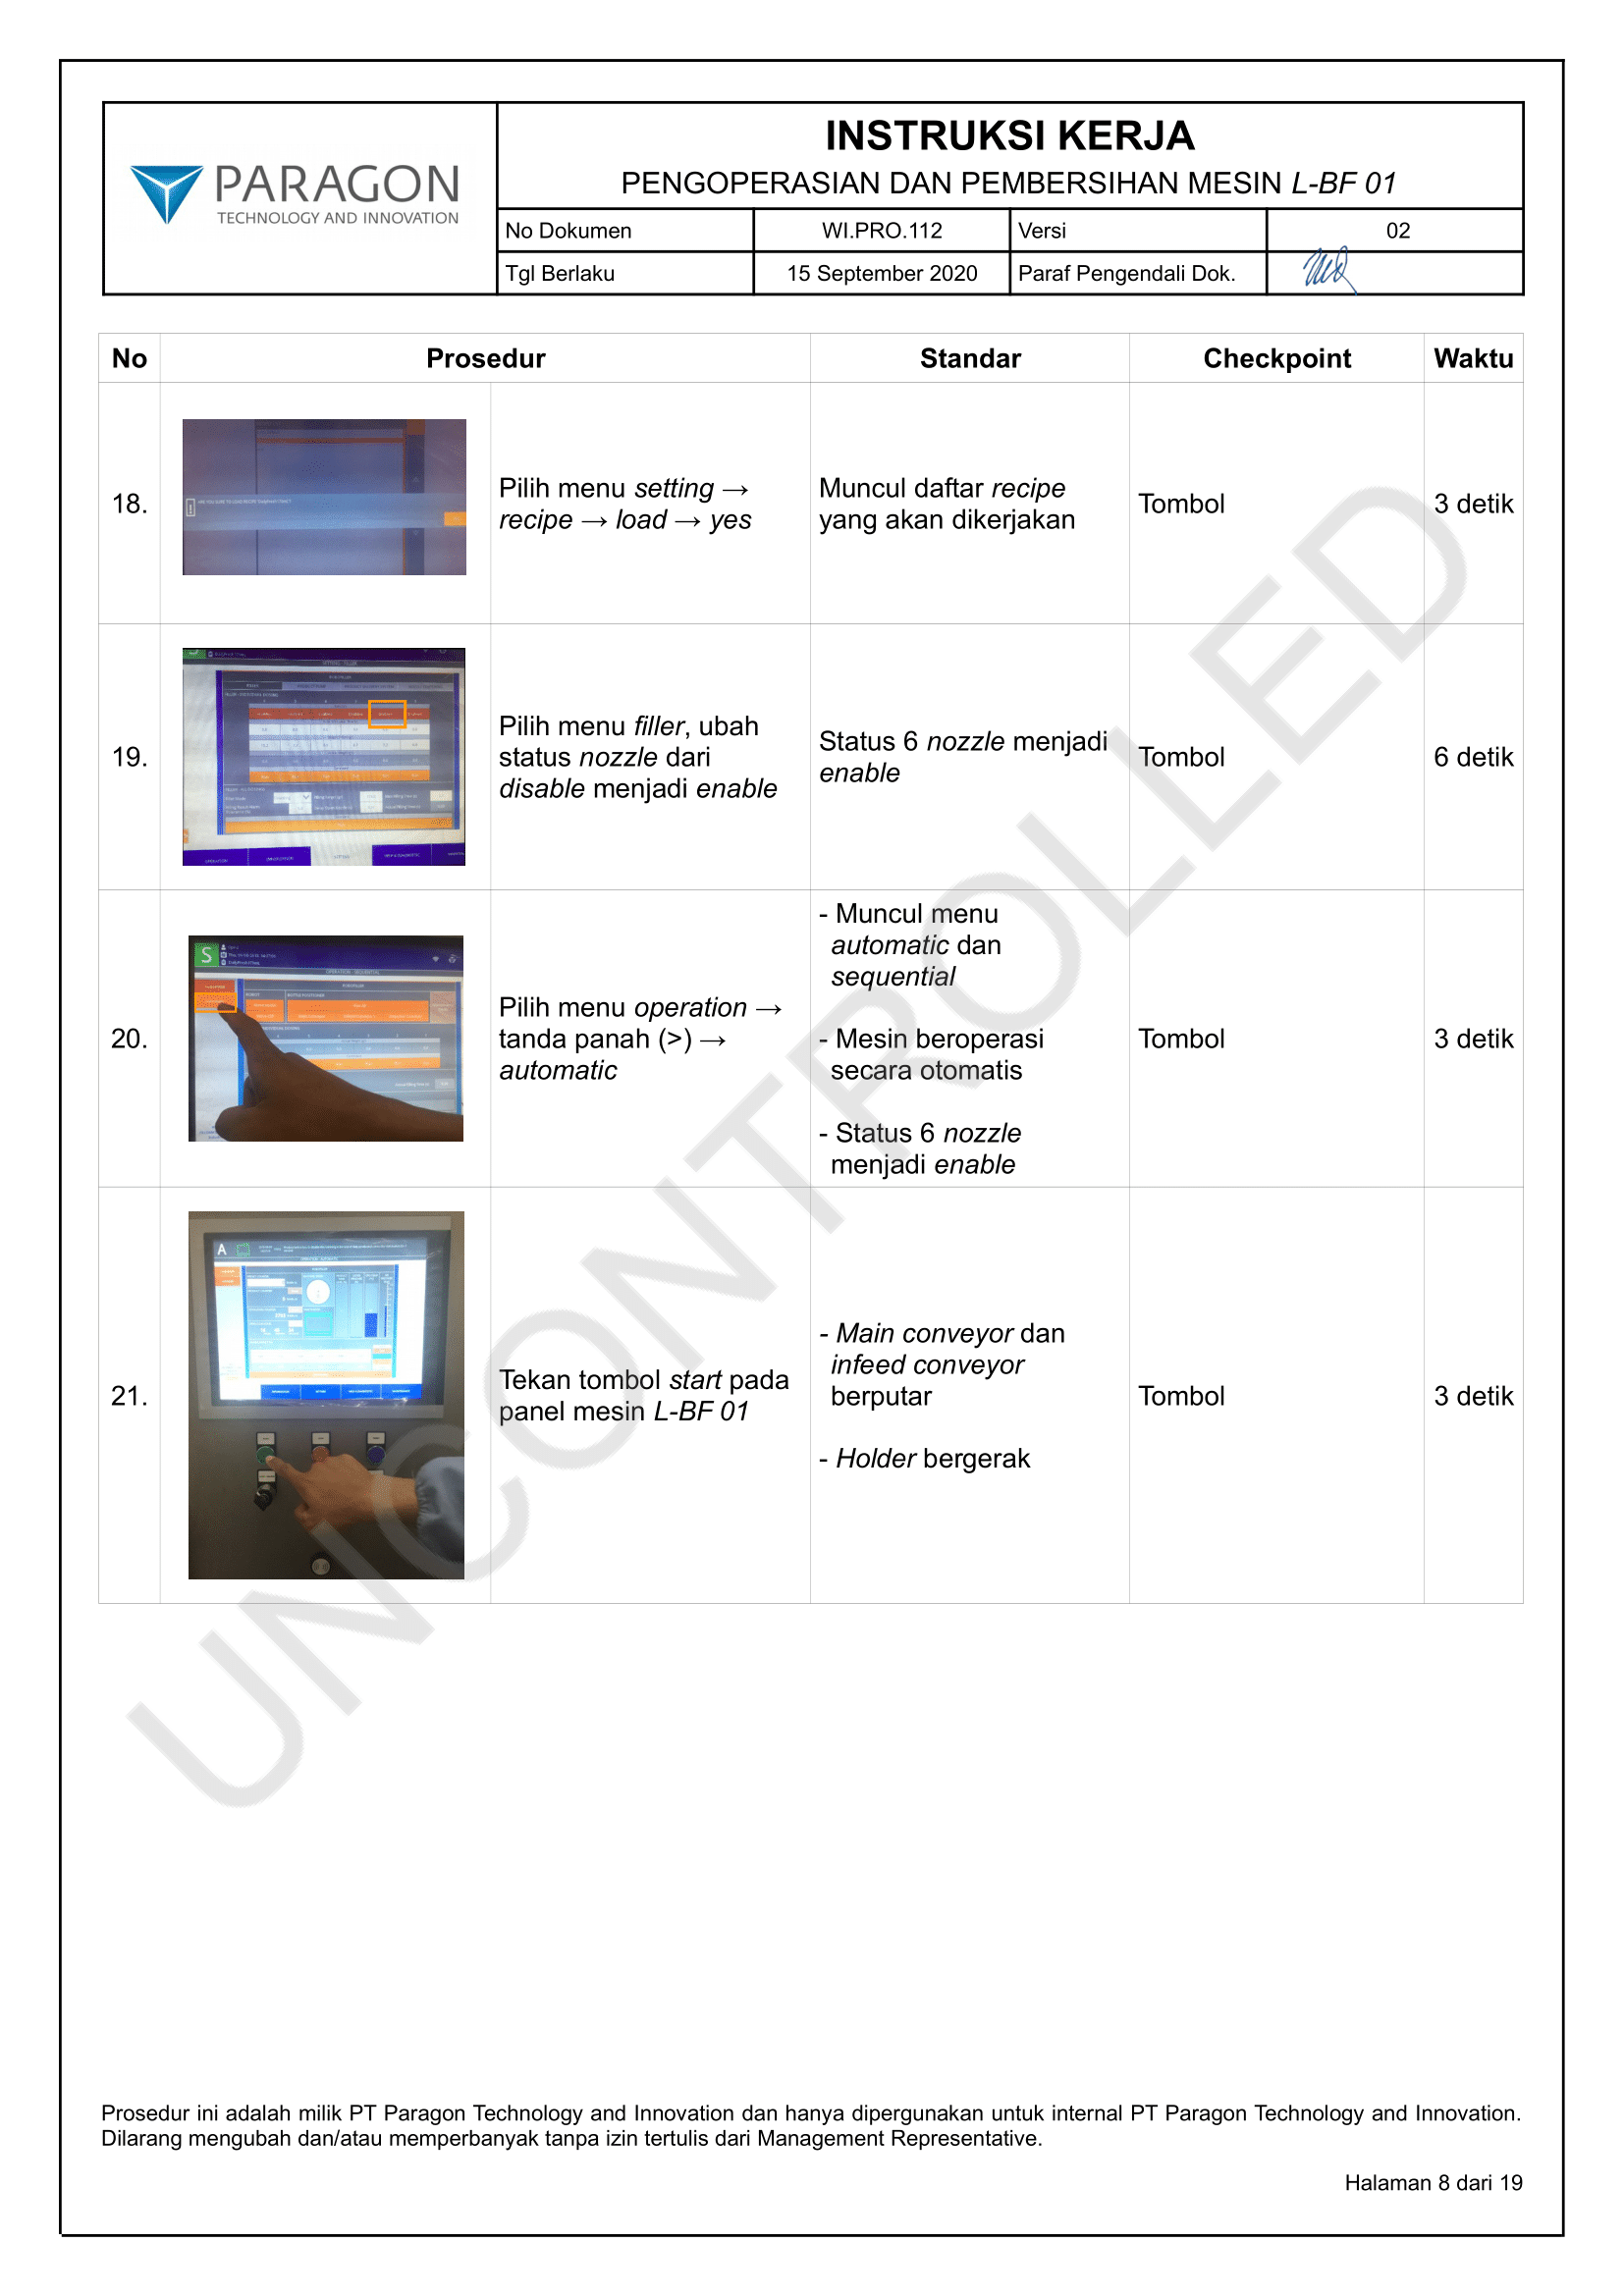 PARAGON
TECHNOLOGY AND INNOVATION
INSTRUKSI KERJA
PENGOPERASIAN DAN PEMBERSIHAN MESIN L-BF 01
No Dokumen WI.PRO.112 Versi 02
Tgl Berlaku 15 September 2020 Paraf Pengendali Dok.
No Prosedur Standar Checkpoint Waktu
18.
Pilih menu setting →
recipe → load → yes
Muncul daftar recipe
yang akan dikerjakan
Tombol
3 detik
19.
Pilih menu filler, ubah
status nozzle dari
disable menjadi enable
Status 6 nozzle menjadi
enable
Tombol
6 detik
20.
S
Pilih menu operation →
tanda panah (>) →
automatic
- Muncul menu
automatic dan
sequential
- Mesin beroperasi
secara otomatis
- Status 6 nozzle
menjadi enable
Tombol
3 detik
21.
A
Tekan tombol start pada
panel mesin L-BF 01
- Main conveyor dan
infeed conveyor
berputar
- Holder bergerak
Tombol
3 detik
UNCONTROLLED
Prosedur ini adalah milik PT Paragon Technology and Innovation dan hanya dipergunakan untuk internal PT Paragon Technology and Innovation.
Dilarang mengubah dan/atau memperbanyak tanpa izin tertulis dari Management Representative.
Halaman 8 dari 19